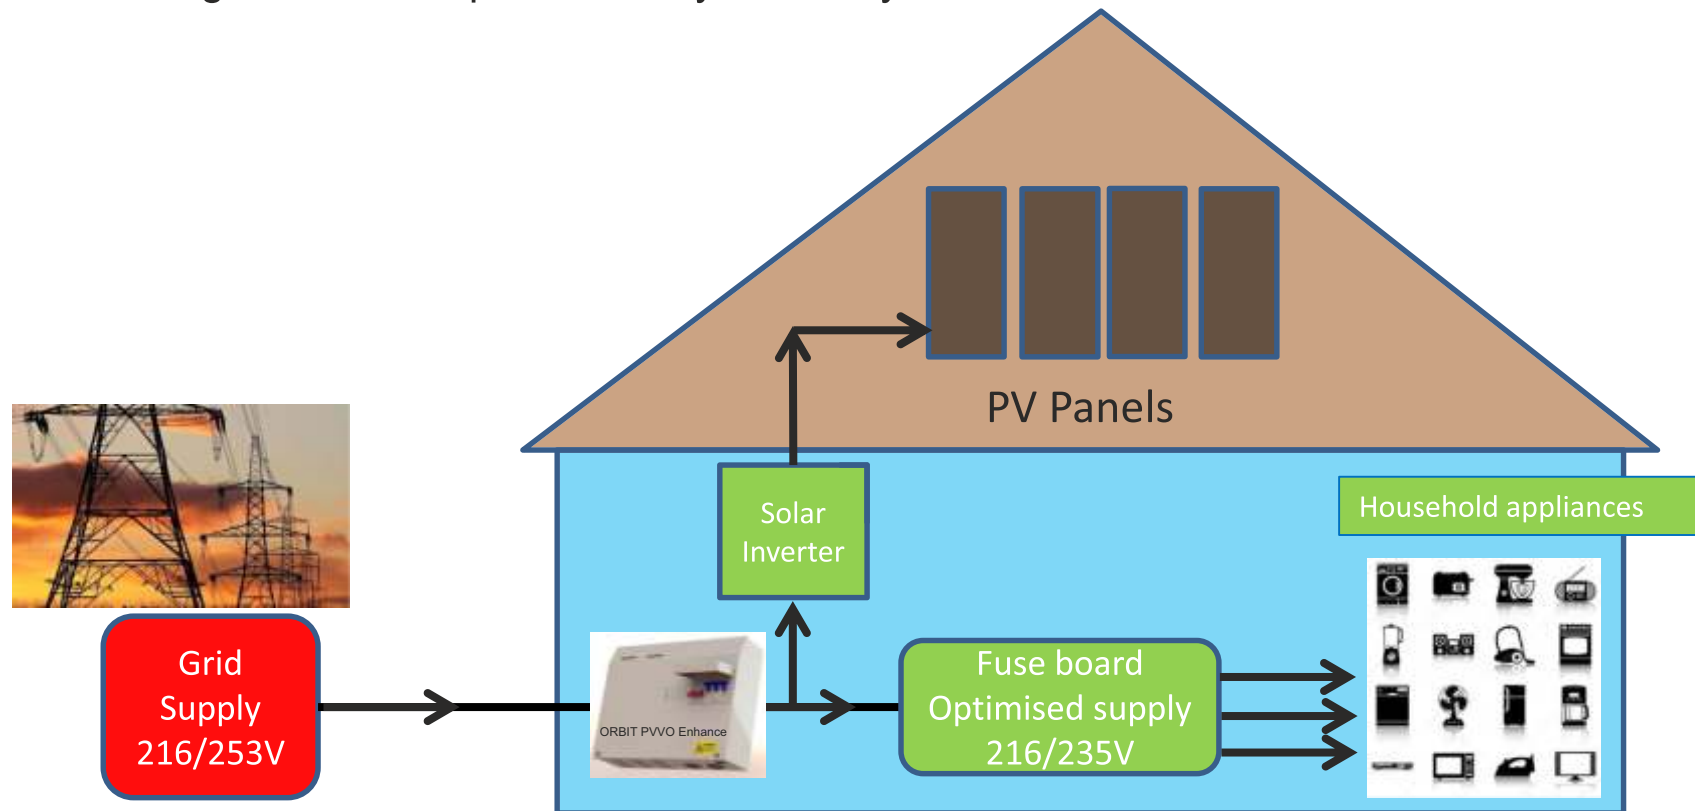 PV Panels
Solar
Inverter
Household appliances
Grid
Supply
216/253V
ORBIT PVVO Enhance
Fuse board
Optimised supply
216/235V